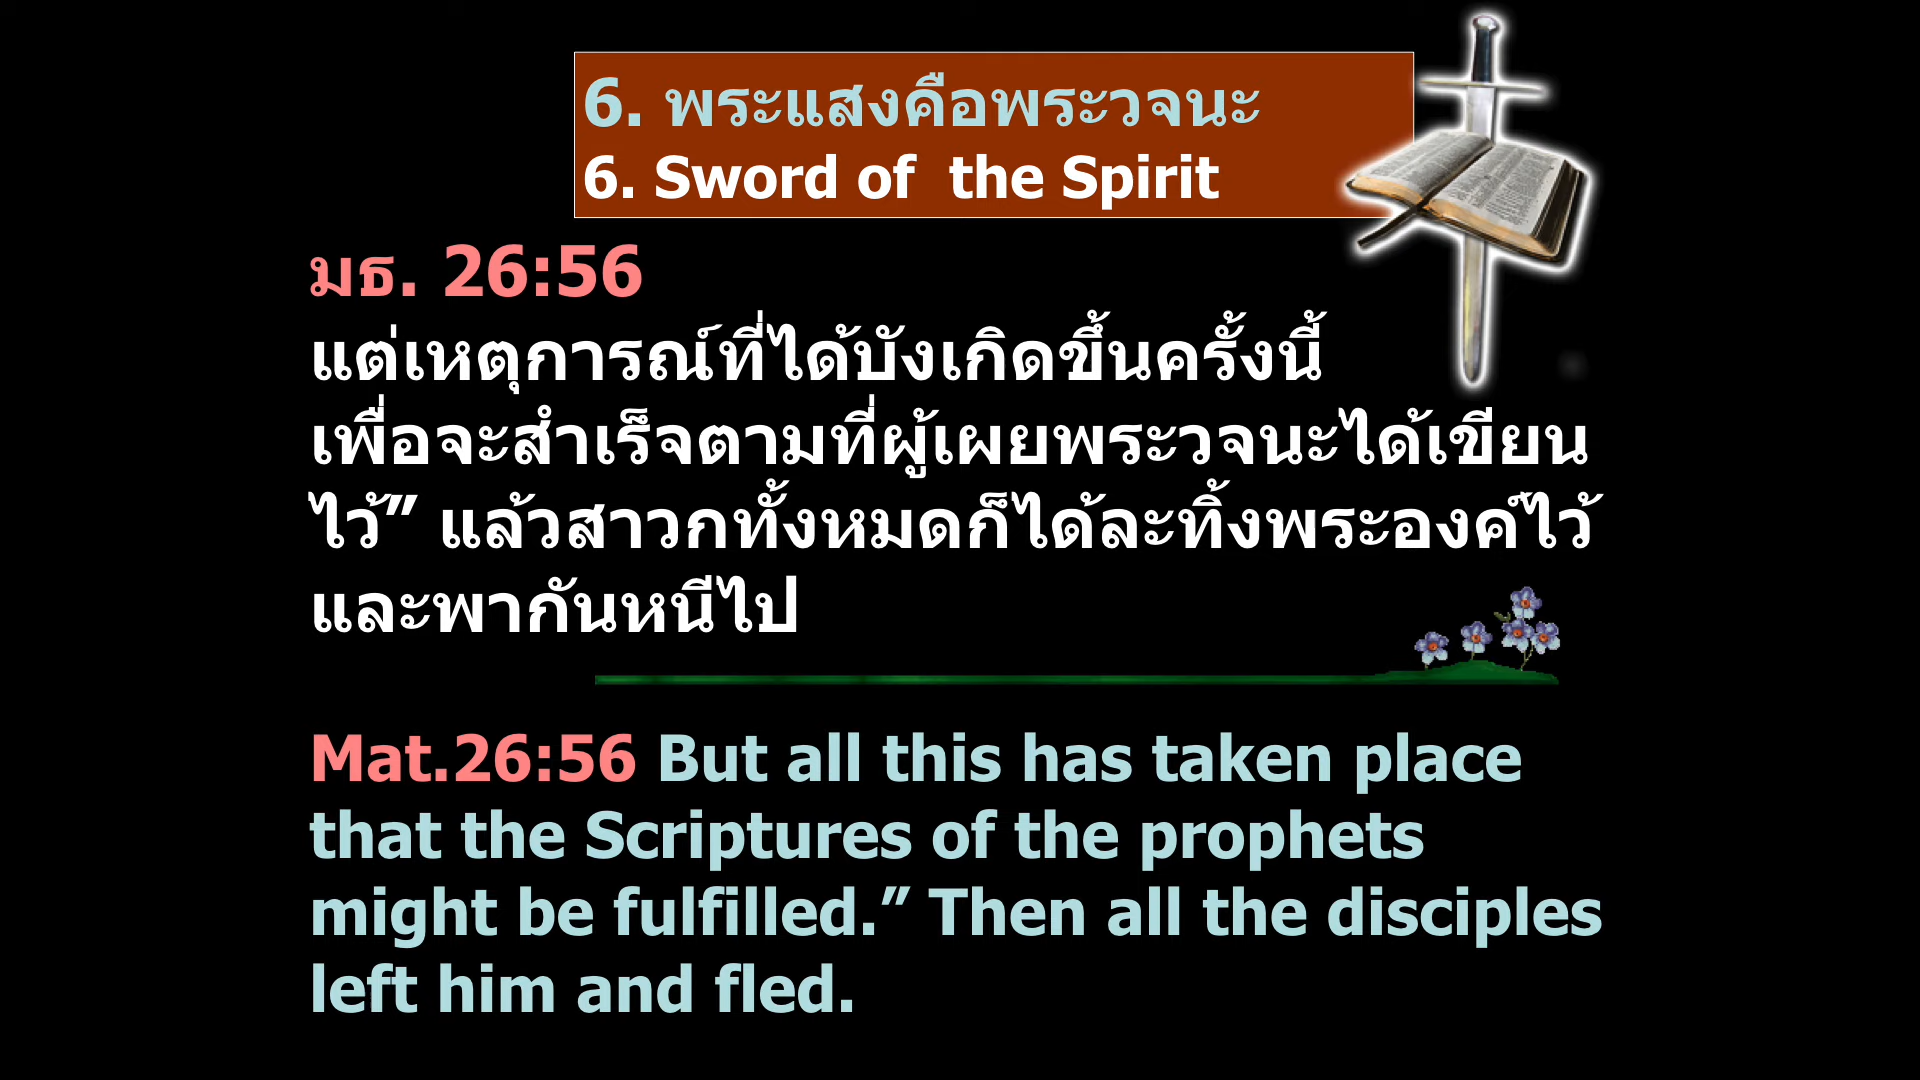 6. พระแสงคือพระวจนะ
6. Sword of  the Spirit
มธ. 26:56
แต่เหตุการณ์ที่ได้บังเกิดขึ้นครั้งนี้
เพื่อจะสำเร็จตามที่ผู้เผยพระวจนะได้เขียน
ไว้” แล้วสาวกทั้งหมดก็ได้ละทิ้งพระองค์ไว้
และพากันหนีไป
Mat.26:56 But all this has taken place
that the Scriptures of the prophets
might be fulfilled.” Then all the disciples
left him and fled.